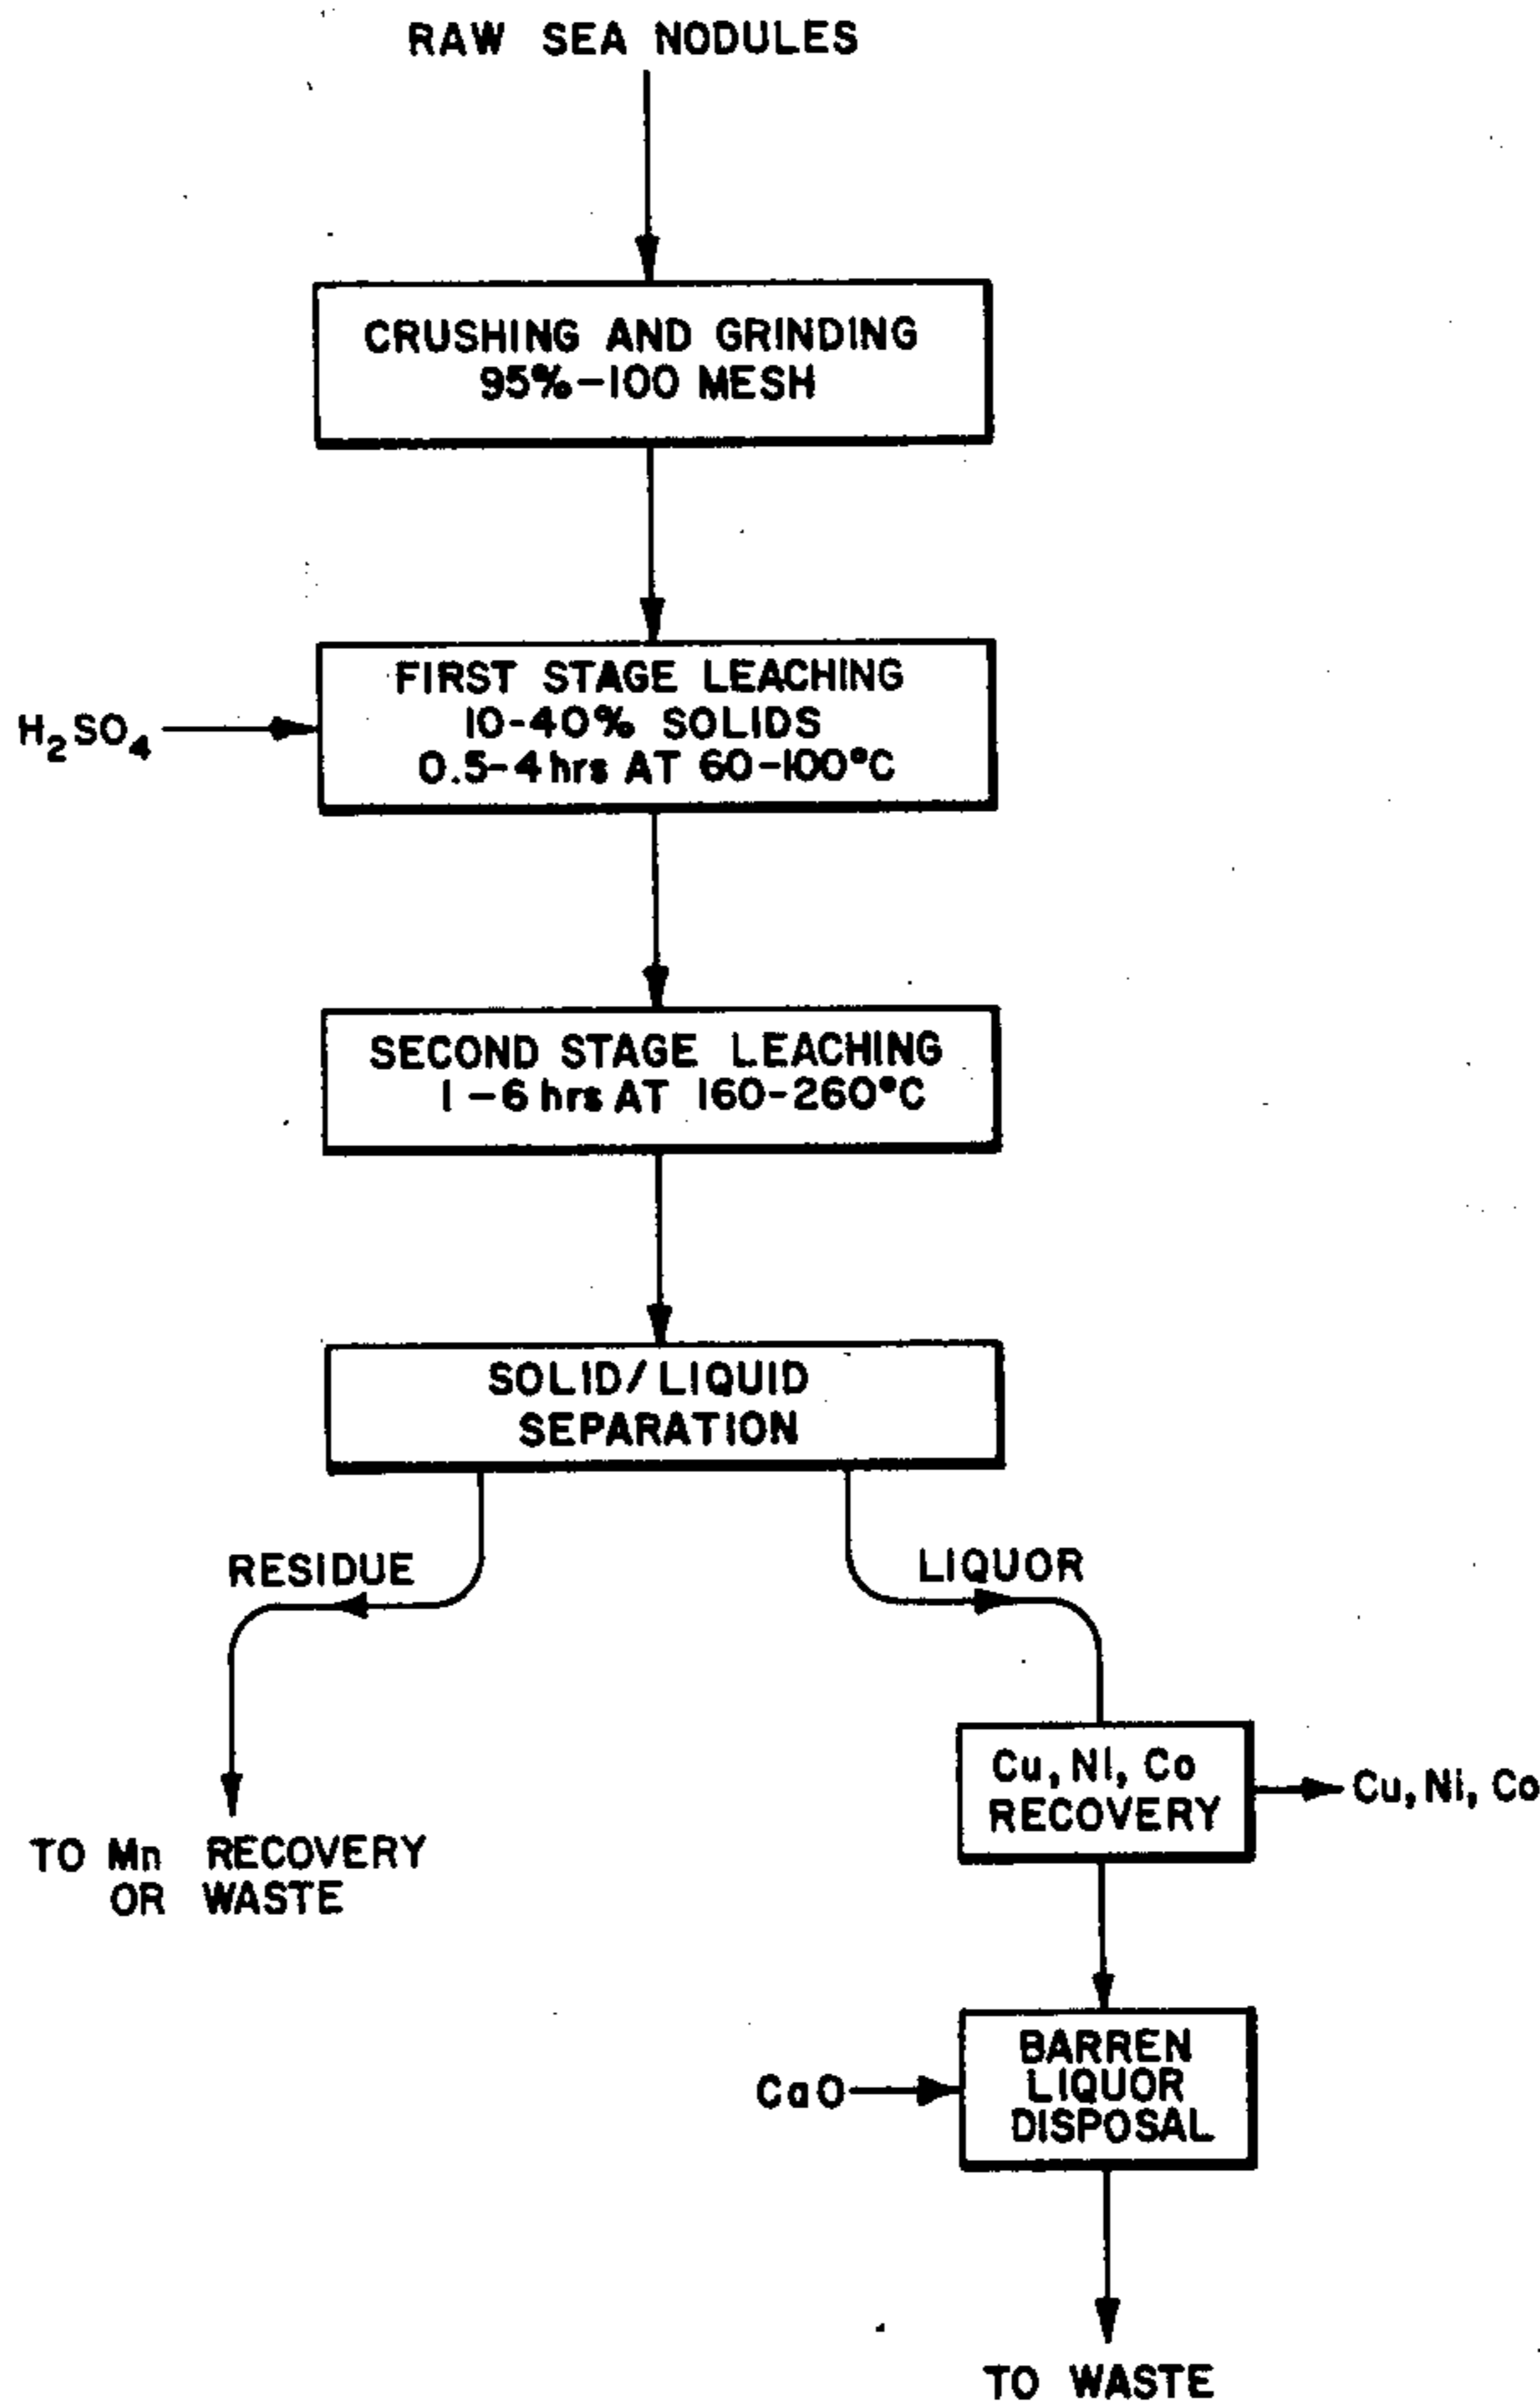 RAW SEA NODULES
CRUSHING AND GRINDING
95%-100 MESH
FIRST STAGE LEACHING
10-40% SOLIDS
0.5-4 hrs AT 60-100°C
H₂SO₄
SECOND STAGE LEACHING
1-6 hrs AT 160-260°C
SOLID/LIQUID
SEPARATION
RESIDUE
LIQUOR
TO Mn RECOVERY
OR WASTE
Cu, Ni, Co
RECOVERY
Cu, Ni, Co
CaO
BARREN
LIQUOR
DISPOSAL
TO WASTE